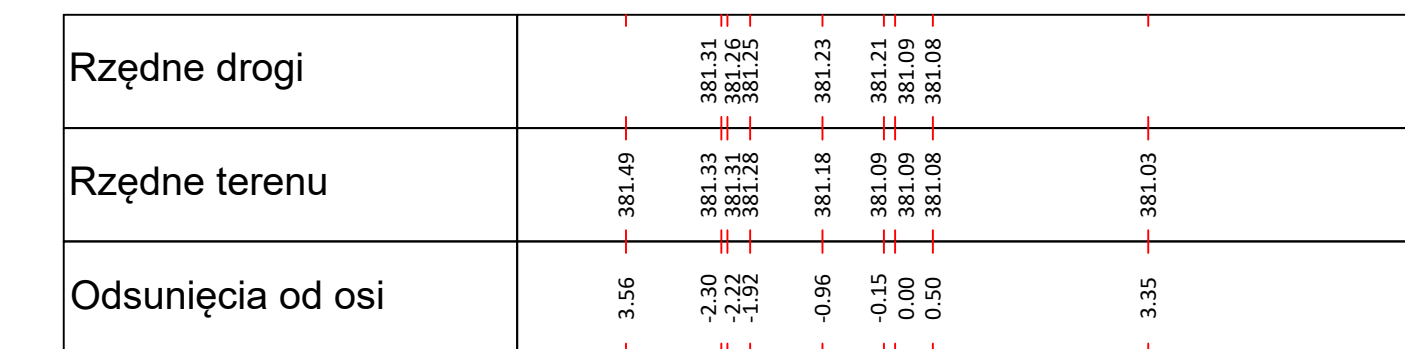 Rzędne drogi 381.31 381.26 381.25 381.23 381.21 381.09 381.08
Rzędne terenu 381.49 381.33 381.31 381.28 381.18 381.09 381.09 381.08 381.03
Odsunięcia od osi 3.56 -2.30 -2.22 -1.92 -0.96 -0.15 0.00 0.50 3.35